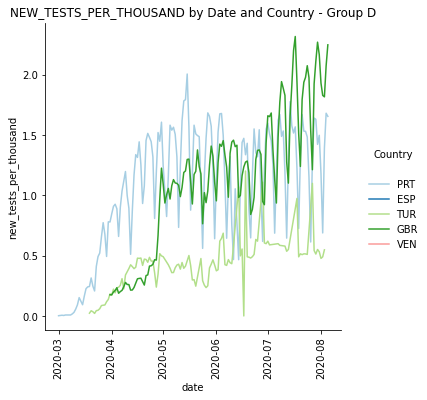 NEW_TESTS_PER_THOUSAND by Date and Country - Group D
new_tests_per_thousand
2.0
1.5
1.0
0.5
0.0
2020-03
2020-04
2020-05
2020-06
2020-07
2020-08
date
Country
PRT
ESP
TUR
GBR
VEN